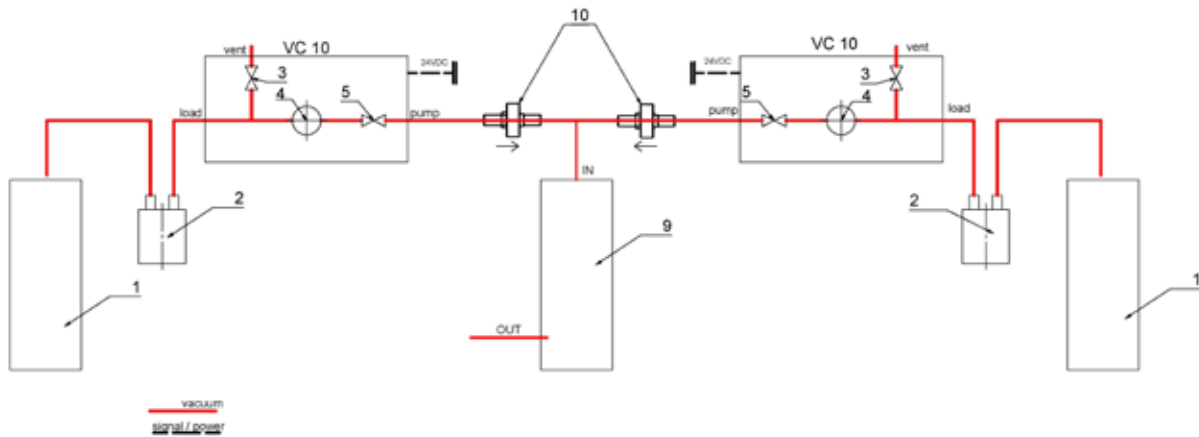 10
VC 10
VC 10
vent
vent
3
3
24VDC
24VDC
4
5
5
4
load
pump
pump
load
IN
2
2
9
1
1
OUT
vacuum
signal / power